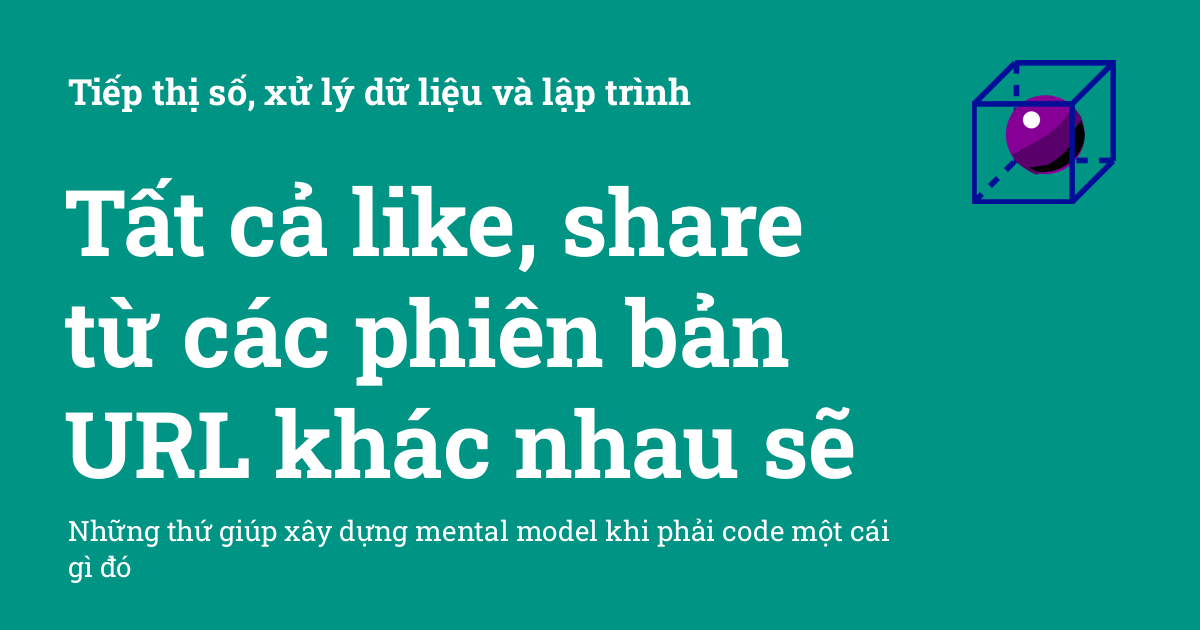 Tiếp thị số, xử lý dữ liệu và lập trình
Tất cả like, share
từ các phiên bản
URL khác nhau sẽ
Những thứ giúp xây dựng mental model khi phải code một cái
gì đó